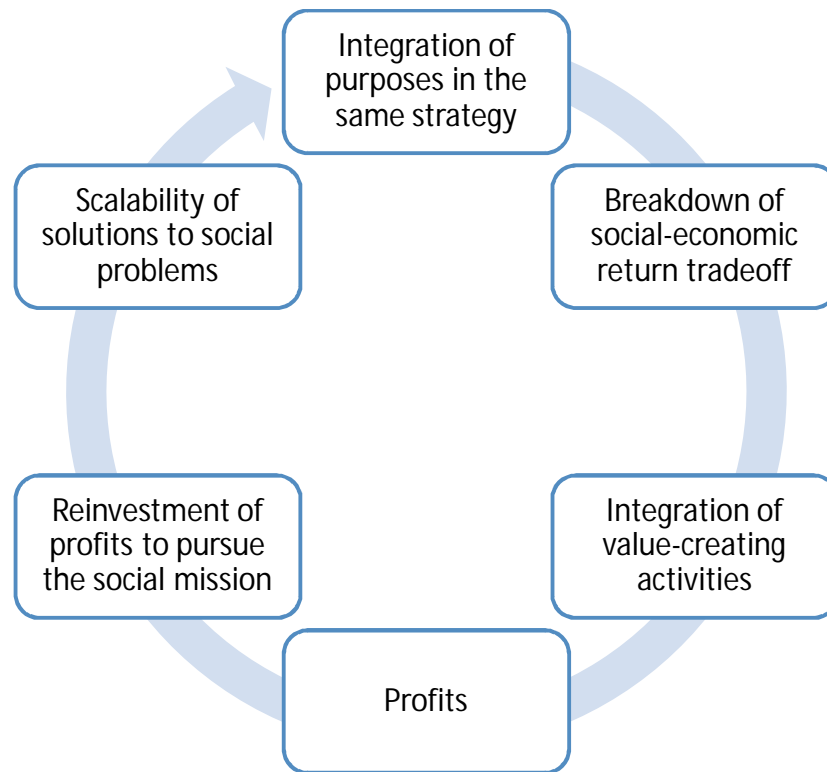 Integration of
purposes in the
same strategy
Breakdown of
social-economic
return tradeoff
Integration of
value-creating
activities
Profits
Reinvestment of
profits to pursue
the social mission
Scalability of
solutions to social
problems